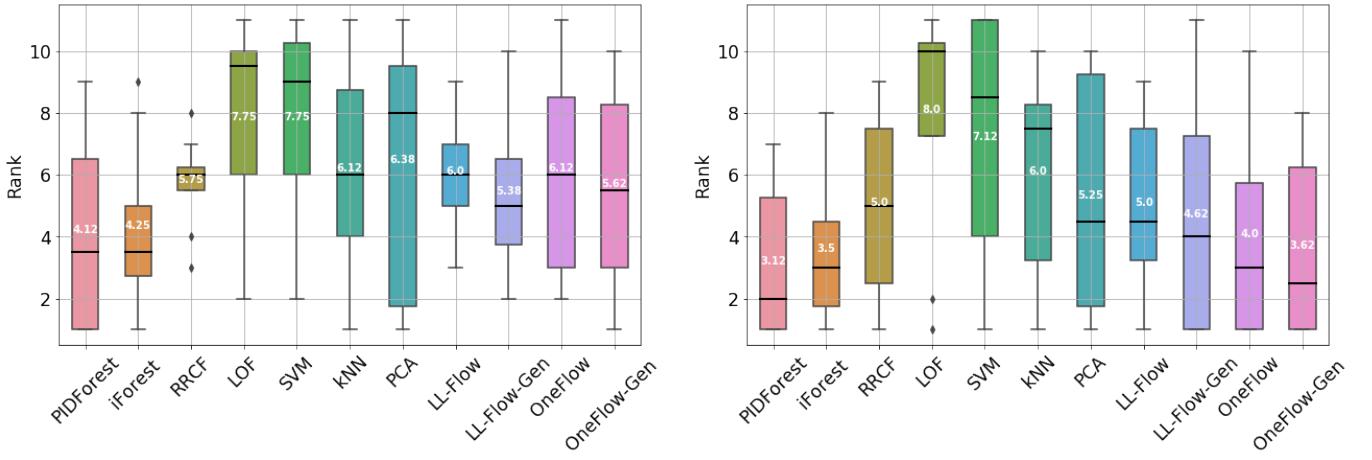 10
8
6
4
2
Rank
4.12
4.25
5.75
7.75
7.75
6.12
6.38
6.0
5.38
6.12
5.62
PIDForest
iForest
RRCF
LOF
SVM
kNN
PCA
LL-Flow
LL-Flow-Gen
OneFlow
OneFlow-Gen
10
8
6
4
2
Rank
3.12
3.5
5.0
8.0
7.12
6.0
5.25
5.0
4.62
4.0
3.62
PIDForest
iForest
RRCF
LOF
SVM
kNN
PCA
LL-Flow
LL-Flow-Gen
OneFlow
OneFlow-Gen